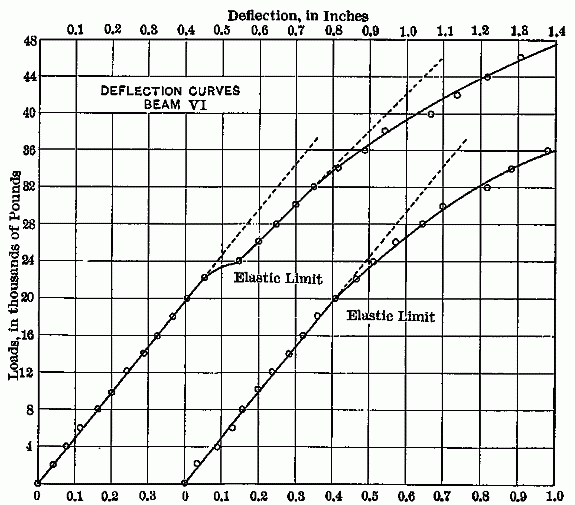 Deflection, in Inches
0.1 0.2 0.3 0.4 0.5 0.6 0.7 0.8 0.9 1.0 1.1 1.2 1.3 1.4
48
44
DEFLECTION CURVES
BEAM VI
40
36
32
28
24
Elastic Limit
20
Elastic Limit
16
12
8
4
Loads, in thousands of Pounds
0 0.1 0.2 0.3 0 0.1 0.2 0.3 0.4 0.5 0.6 0.7 0.8 0.9 1.0